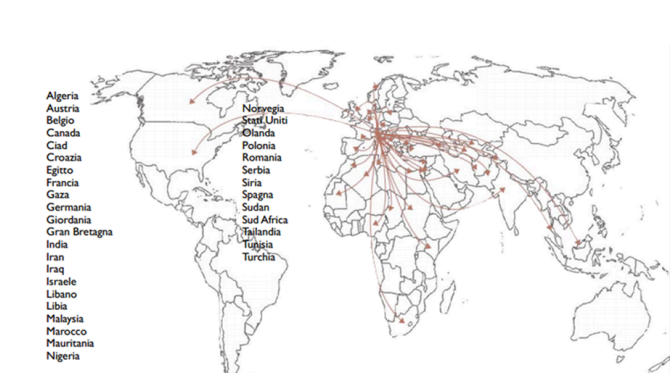 Algeria
Austria
Belgio
Canada
Ciad
Croazia
Egitto
Francia
Gaza
Germania
Giordania
Gran Bretagna
India
Iran
Iraq
Israele
Libano
Libia
Malaysia
Marocco
Mauritania
Nigeria
Norvegia
Stati Uniti
Olanda
Polonia
Romania
Serbia
Siria
Spagna
Sudan
Sud Africa
Tailandia
Tunisia
Turchia